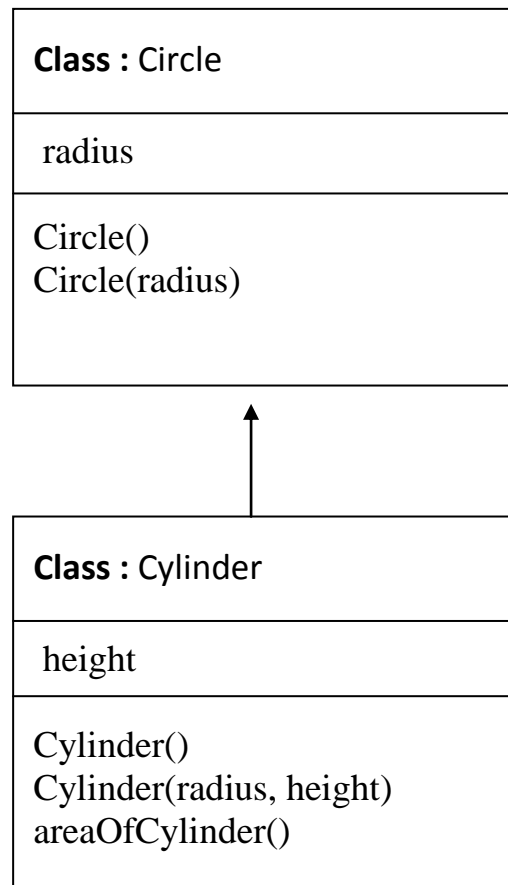 Class : Circle
radius
Circle()
Circle(radius)
Class : Cylinder
height
Cylinder()
Cylinder(radius, height)
areaOfCylinder()